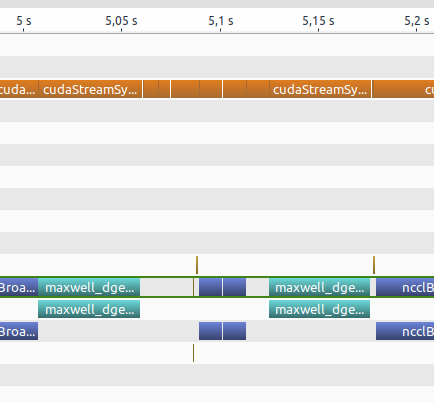 5 s 5,05 s 5,1 s 5,15 s 5,2 s
cuda... cudaStreamSy... cudaStreamSy... cu
Broa... maxwell_dge... maxwell_dge... ncclB
maxwell_dge... maxwell_dge...
Broa... ncclB